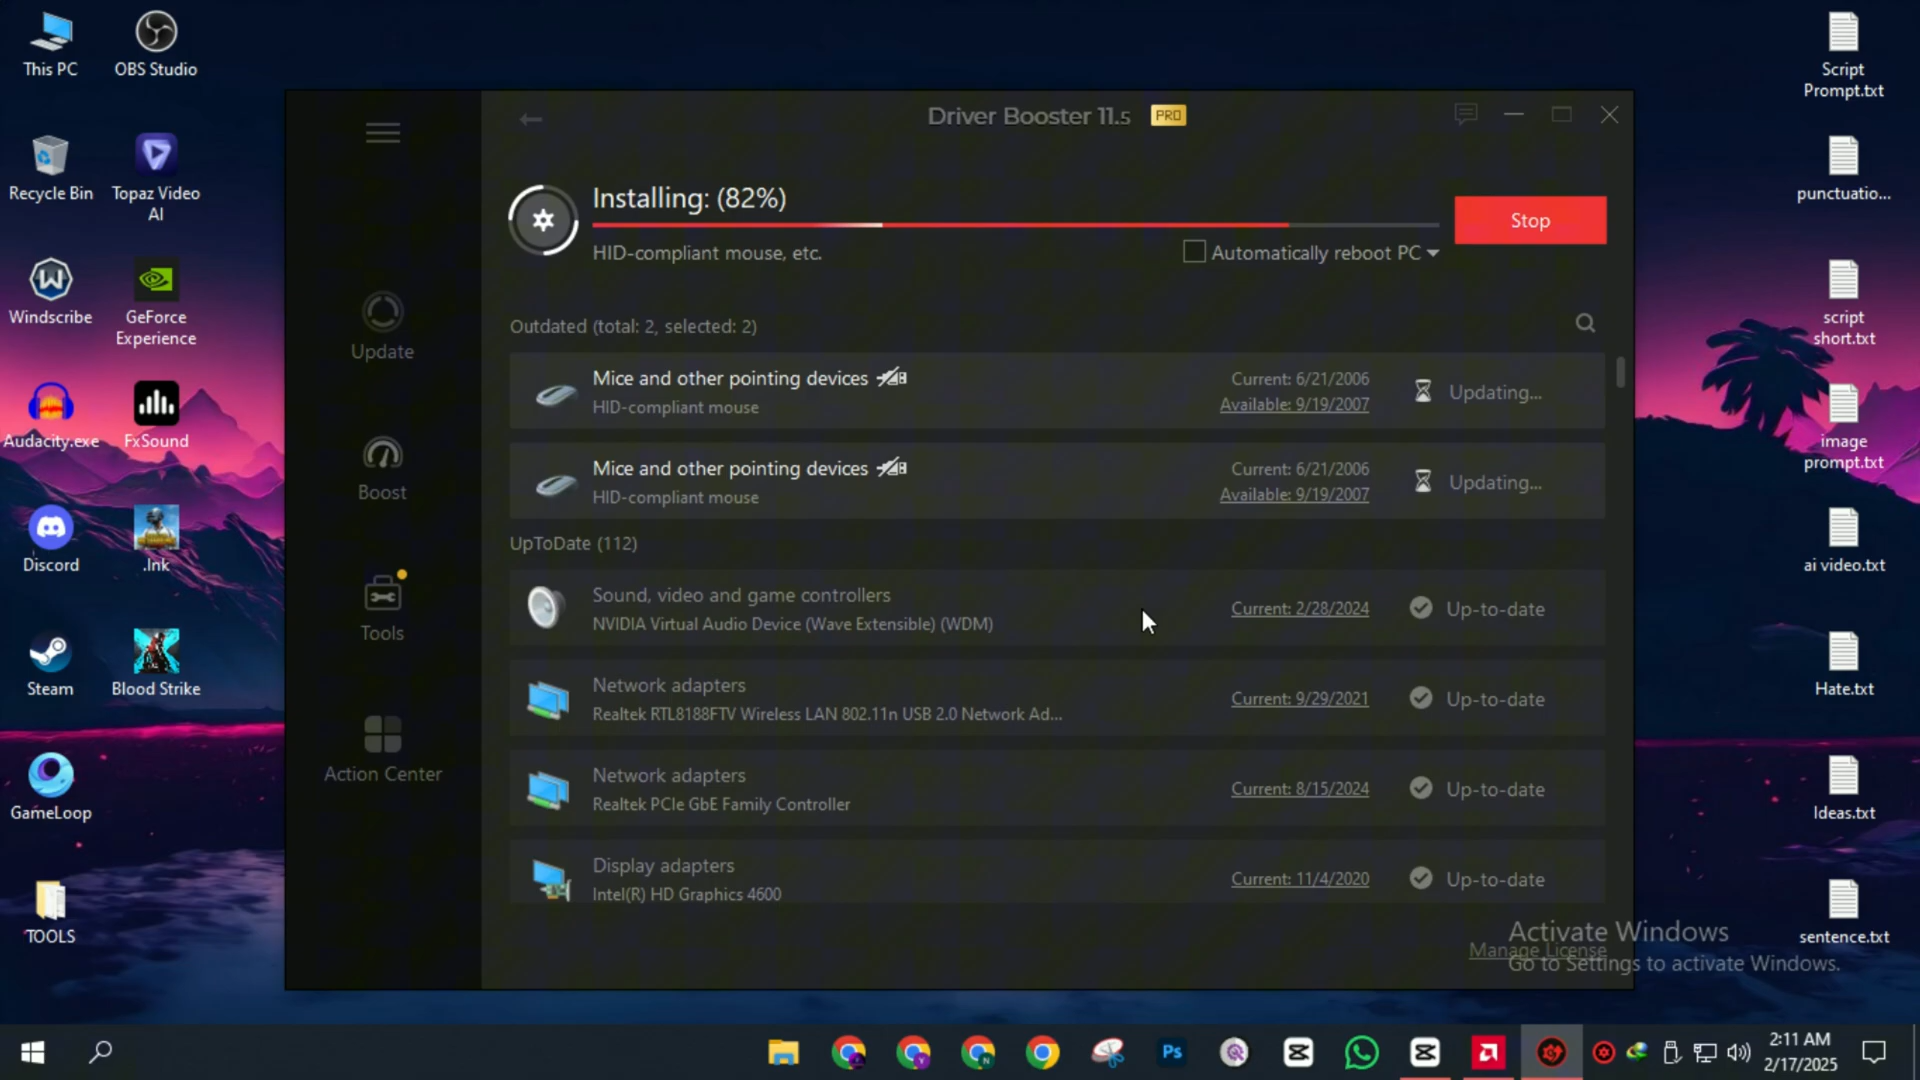 This PC
OBS Studio
Recycle Bin
Topaz Video
AI
Windscribe
GeForce
Experience
Audacity.exe
FxSound
Discord
.lnk
Steam
Blood Strike
GameLoop
TOOLS
Driver Booster 11.5
PRO
Installing: (82%)
Stop
HID-compliant mouse, etc.
Automatically reboot PC
Update
Boost
Tools
Action Center
Outdated (total: 2, selected: 2)
Mice and other pointing devices
HID-compliant mouse
Current: 6/21/2006
Available: 9/19/2007
Updating...
Mice and other pointing devices
HID-compliant mouse
Current: 6/21/2006
Available: 9/19/2007
Updating...
UpToDate (112)
Sound, video and game controllers
NVIDIA Virtual Audio Device (Wave Extensible) (WDM)
Current: 2/28/2024
Up-to-date
Network adapters
Realtek RTL8188FTV Wireless LAN 802.11n USB 2.0 Network Ad...
Current: 9/29/2021
Up-to-date
Network adapters
Realtek PCIe GbE Family Controller
Current: 8/15/2024
Up-to-date
Display adapters
Intel(R) HD Graphics 4600
Current: 11/4/2020
Up-to-date
Manage License
Activate Windows
Go to Settings to activate Windows.
Script
Prompt.txt
punctuatio...
script
short.txt
image
prompt.txt
ai video.txt
Hate.txt
Ideas.txt
sentence.txt
Ps
2:11 AM
2/17/2025